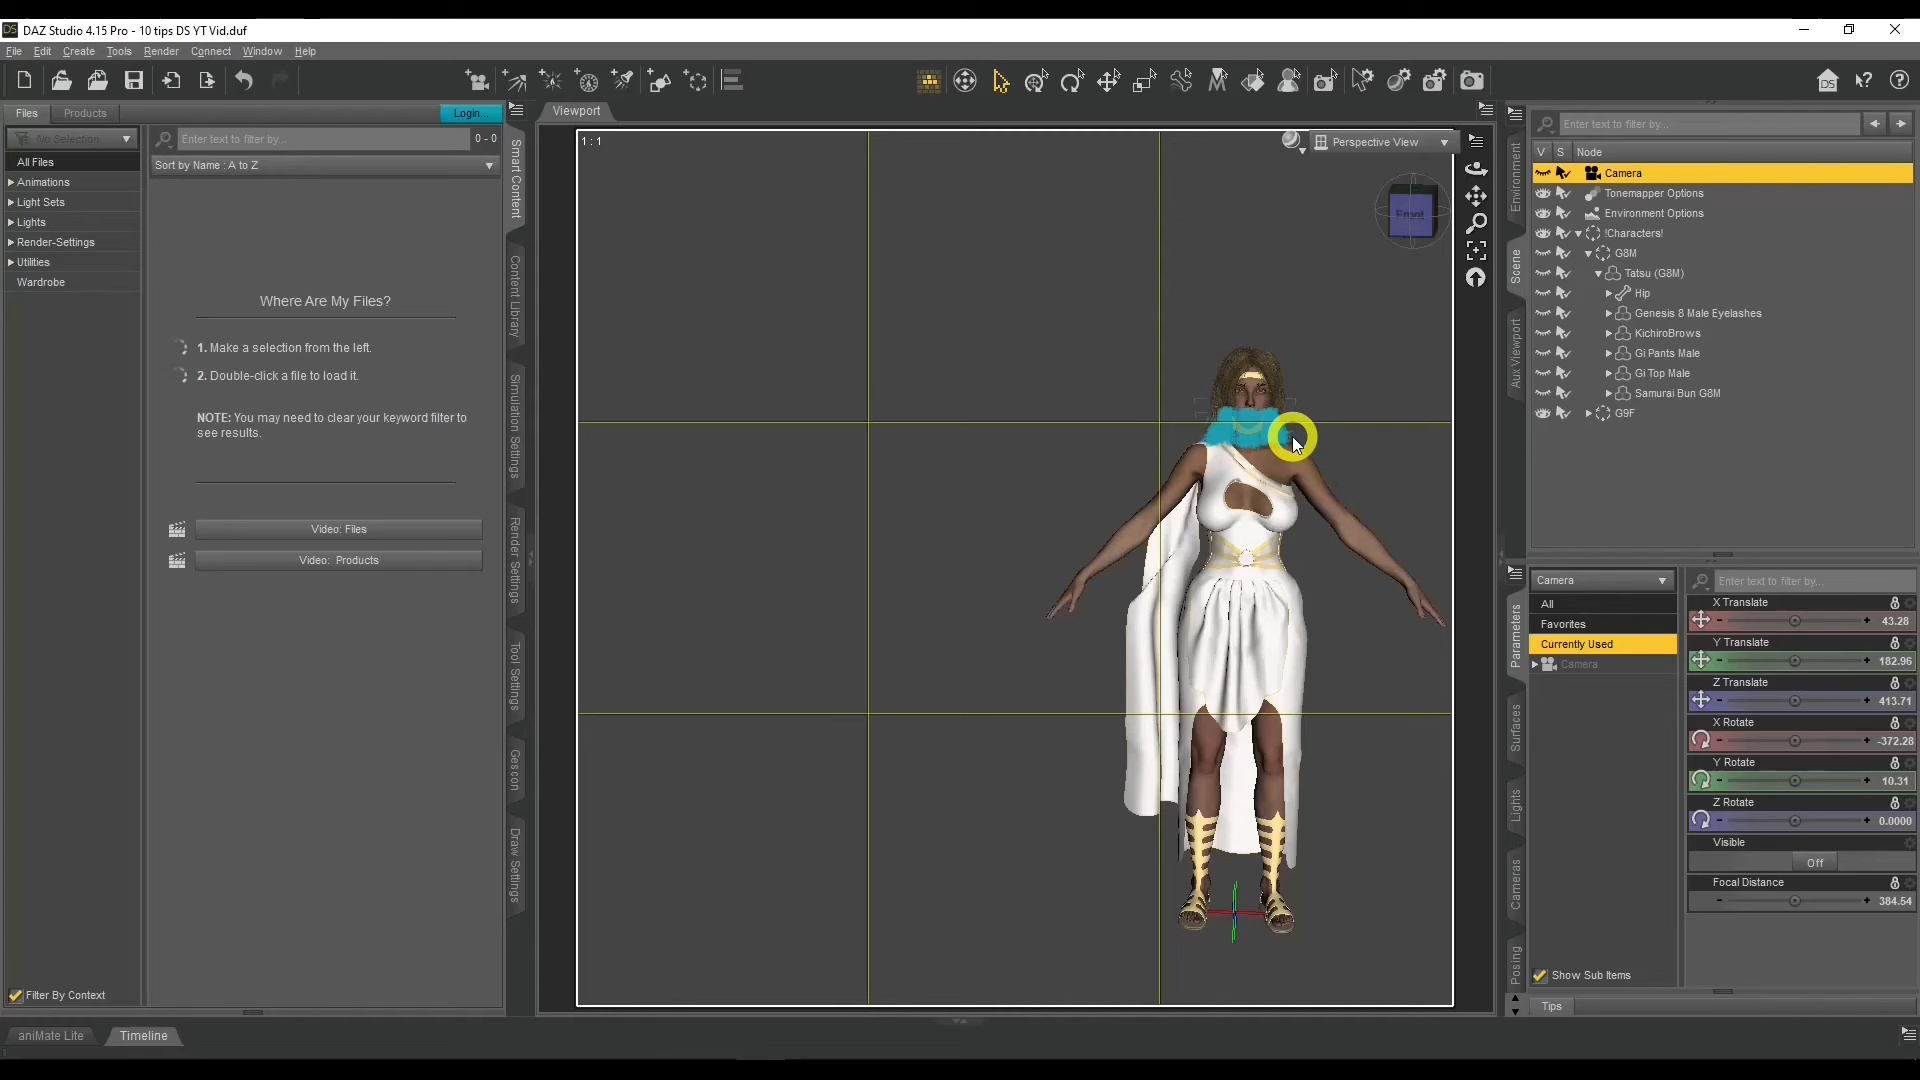 DS DAZ Studio 4.15 Pro - 10 tips DS YT Vid.duf
File Edit Create Tools Render Connect Window Help
Files Products Login...
Viewport
No Selection
Enter text to filter by...
0 - 0
Sort by Name : A to Z
All Files
Animations
Light Sets
Lights
Render-Settings
Utilities
Wardrobe
Where Are My Files?
1. Make a selection from the left.
2. Double-click a file to load it.
NOTE: You may need to clear your keyword filter to
see results.
Video: Files
Video: Products
Filter By Context
Smart Content
Content Library
Simulation Settings
Render Settings
Tool Settings
Gescon
Draw Settings
1 : 1
Perspective View
Front
Environment
Scene
Aux Viewport
Enter text to filter by...
V S Node
Camera
Tonemapper Options
Environment Options
!Characters!
G8M
Tatsu (G8M)
Hip
Genesis 8 Male Eyelashes
KichiroBrows
Gi Pants Male
Gi Top Male
Samurai Bun G8M
G9F
Parameters
Surfaces
Lights
Cameras
Posing
Camera
Enter text to filter by...
All
Favorites
Currently Used
Camera
Show Sub Items
X Translate
43.28
Y Translate
182.96
Z Translate
413.71
X Rotate
-372.28
Y Rotate
10.31
Z Rotate
0.0000
Visible
Off
Focal Distance
384.54
Tips
aniMate Lite Timeline